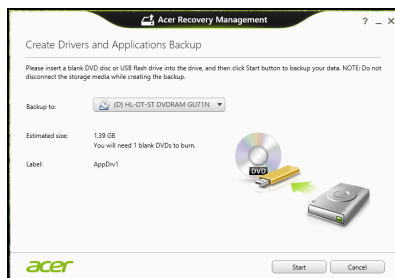 Acer Recovery Management
? _ X
Create Drivers and Applications Backup
Please insert a blank DVD disc or USB flash drive into the drive, and then click Start button to backup your data. NOTE: Do not
disconnect the storage media while creating the backup.
Backup to: (D) HL-DT-ST DVDRAM GU71N
Estimated size: 1.39 GB
You will need 1 blank DVDs to burn.
Label: AppDrv1
DVD
acer Start Cancel